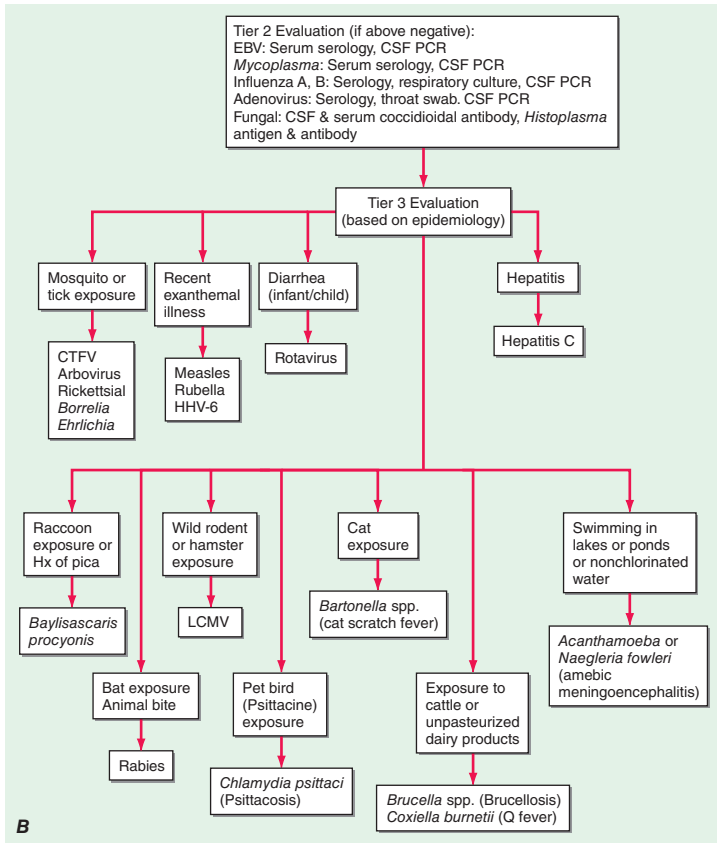 Tier 2 Evaluation (if above negative):
EBV: Serum serology, CSF PCR
Mycoplasma: Serum serology, CSF PCR
Influenza A, B: Serology, respiratory culture, CSF PCR
Adenovirus: Serology, throat swab. CSF PCR
Fungal: CSF & serum coccidioidal antibody, Histoplasma
antigen & antibody
Tier 3 Evaluation
(based on epidemiology)
Mosquito or
tick exposure
Recent
exanthemal
illness
Diarrhea
(infant/child)
Hepatitis
CTFV
Arbovirus
Rickettsial
Borrelia
Ehrlichia
Measles
Rubella
HHV-6
Rotavirus
Hepatitis C
Raccoon
exposure or
Hx of pica
Wild rodent
or hamster
exposure
Cat
exposure
Swimming in
lakes or ponds
or nonchlorinated
water
Baylisascaris
procyonis
LCMV
Bartonella spp.
(cat scratch fever)
Acanthamoeba or
Naegleria fowleri
(amebic
meningoencephalitis)
Bat exposure
Animal bite
Pet bird
(Psittacine)
exposure
Exposure to
cattle or
unpasteurized
dairy products
Rabies
Chlamydia psittaci
(Psittacosis)
Brucella spp. (Brucellosis)
Coxiella burnetii (Q fever)
B